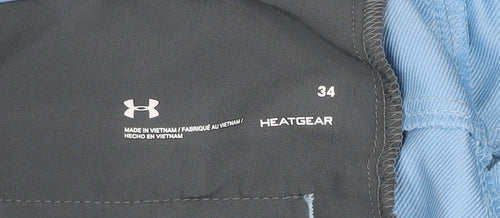 34
MADE IN VIETNAM / FABRIQUÉ AU VIETNAM /
HECHO EN VIETNAM
HEATGEAR